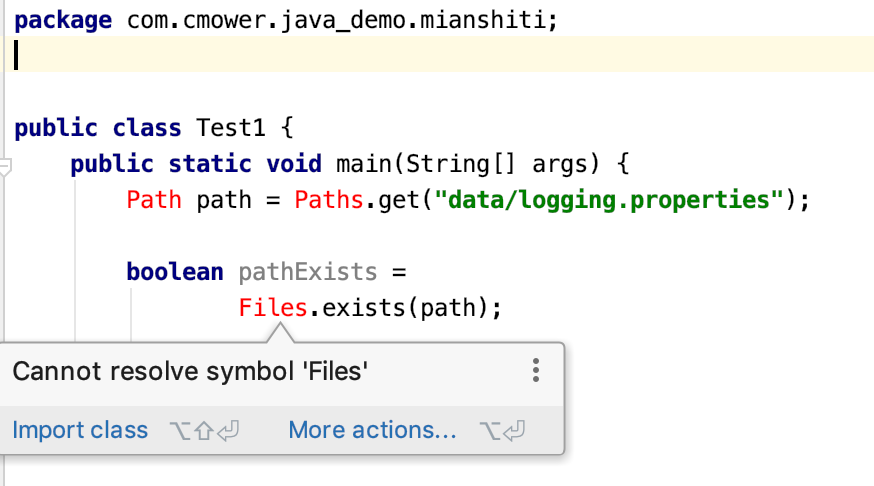 package com.cmower.java_demo.mianshiti;
public class Test1 {
public static void main(String[] args) {
Path path = Paths.get("data/logging.properties");
boolean pathExists =
Files.exists(path);
Cannot resolve symbol 'Files'
Import class ⌥⇧⏎ More actions... ⌥⏎